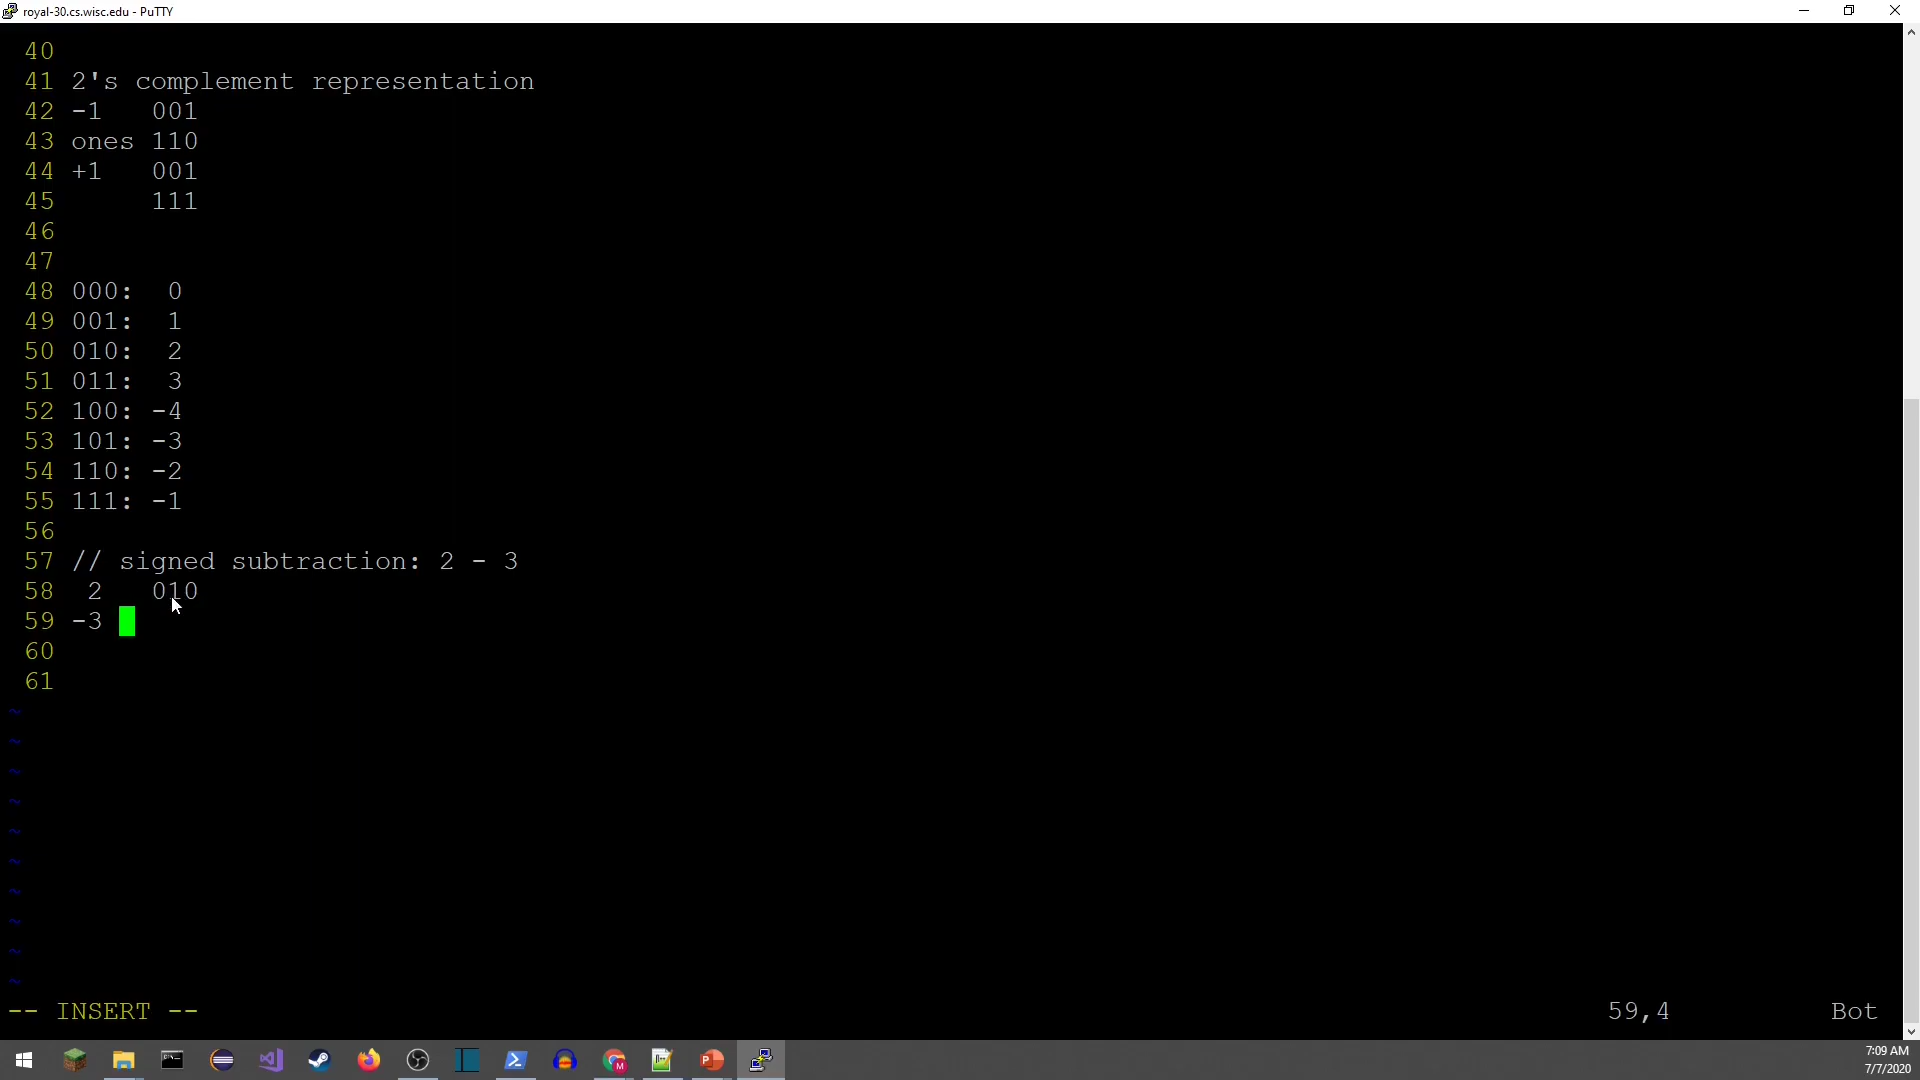 royal-30.cs.wisc.edu - PuTTY
40
41 2's complement representation
42 -1   001
43 ones 110
44 +1   001
45      111
46
47
48 000:  0
49 001:  1
50 010:  2
51 011:  3
52 100: -4
53 101: -3
54 110: -2
55 111: -1
56
57 // signed subtraction: 2 - 3
58  2   010
59 -3
60
61
~
~
~
~
~
~
~
~
~
~
-- INSERT -- 59,4 Bot
7:09 AM
7/7/2020